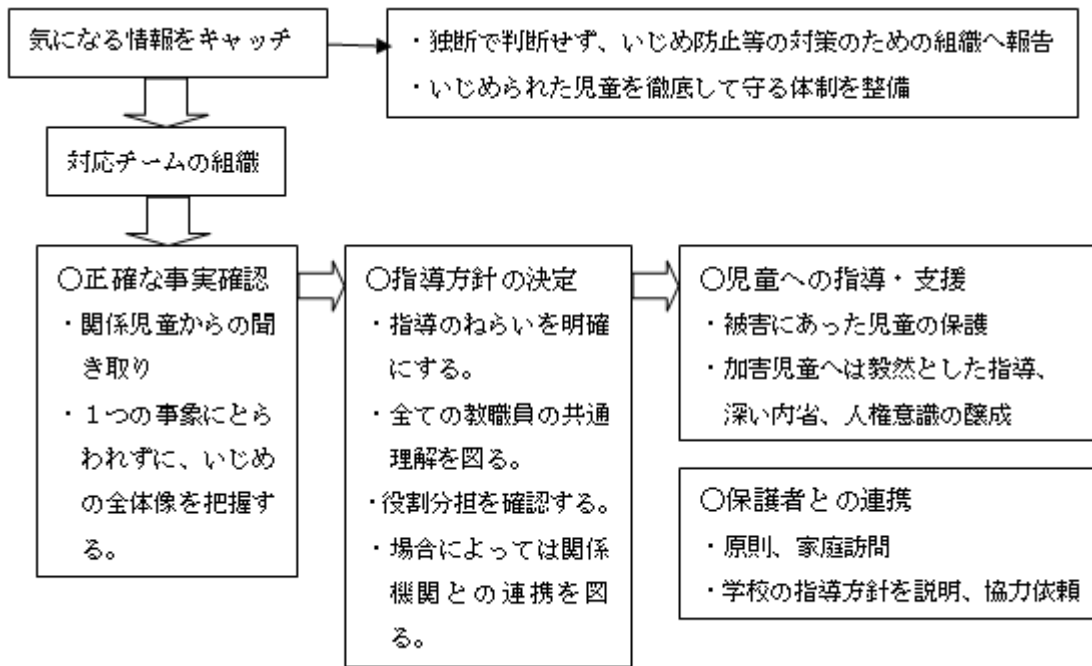 気になる情報をキャッチ
・独断で判断せず、いじめ防止等の対策のための組織へ報告
・いじめられた児童を徹底して守る体制を整備
対応チームの組織
○正確な事実確認
・関係児童からの聞
き取り
・１つの事象にとら
われずに、いじめ
の全体像を把握す
る。
○指導方針の決定
・指導のねらいを明確
にする。
・全ての教職員の共通
理解を図る。
・役割分担を確認する。
・場合によっては関係
機関との連携を図
る。
○児童への指導・支援
・被害にあった児童の保護
・加害児童へは毅然とした指導、
深い内省、人権意識の醸成
○保護者との連携
・原則、家庭訪問
・学校の指導方針を説明、協力依頼